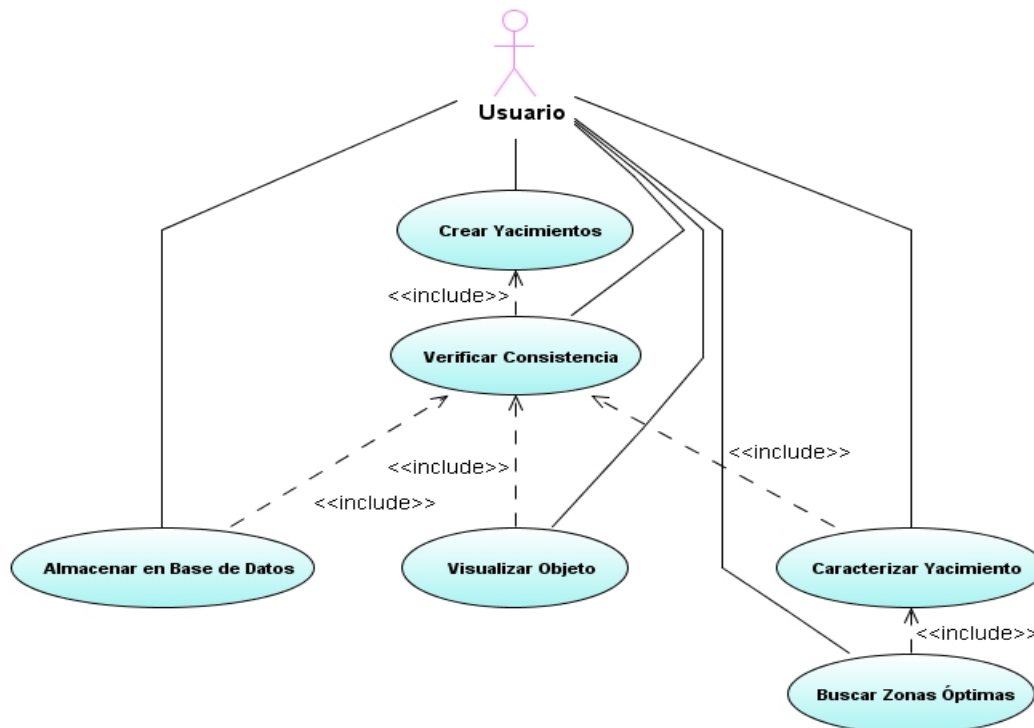 Usuario
Crear Yacimientos
<<include>>
Verificar Consistencia
<<include>>
<<include>>
<<include>>
Almacenar en Base de Datos
Visualizar Objeto
Caracterizar Yacimiento
<<include>>
Buscar Zonas Óptimas